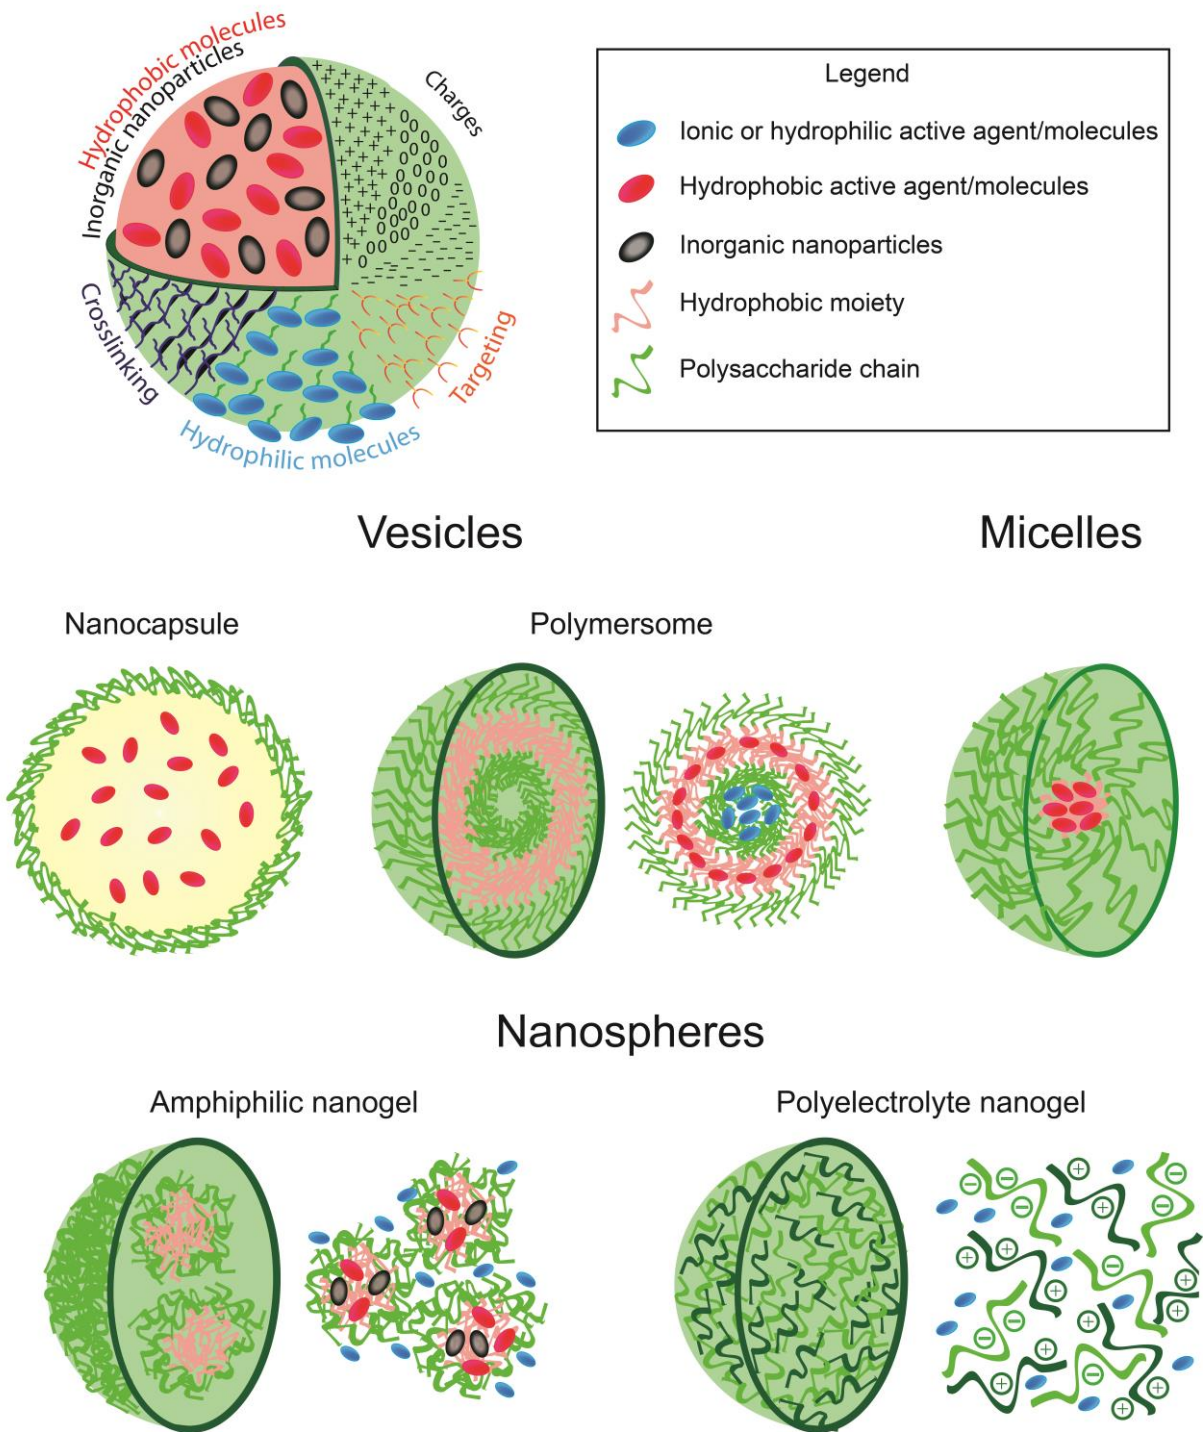 Hydrophobic molecules
Inorganic nanoparticles
Charges
Crosslinking
Hydrophilic molecules
Targeting
Legend
Ionic or hydrophilic active agent/molecules
Hydrophobic active agent/molecules
Inorganic nanoparticles
Hydrophobic moiety
Polysaccharide chain
Vesicles
Micelles
Nanocapsule
Polymersome
Nanospheres
Amphiphilic nanogel
Polyelectrolyte nanogel